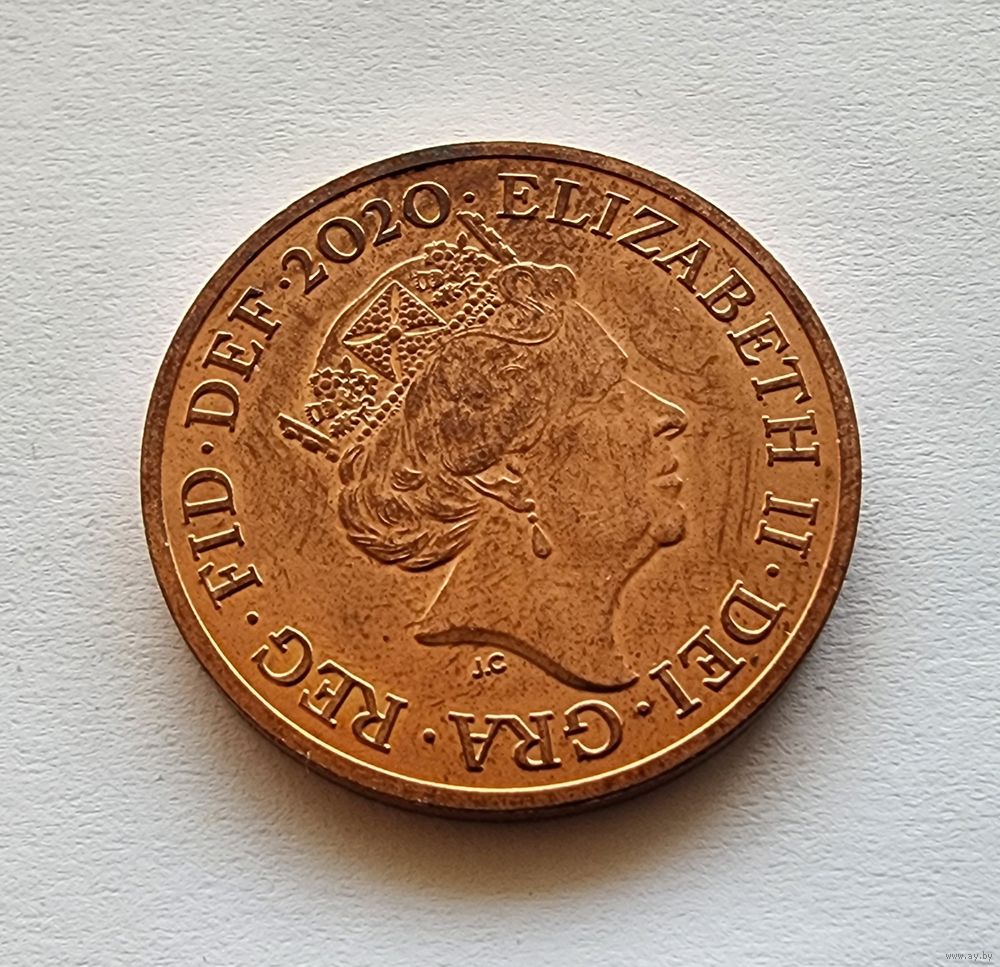 ELIZABETH II · DEI · GRA · REG · FID · DEF · 2020 ·
J.C
www.ay.by